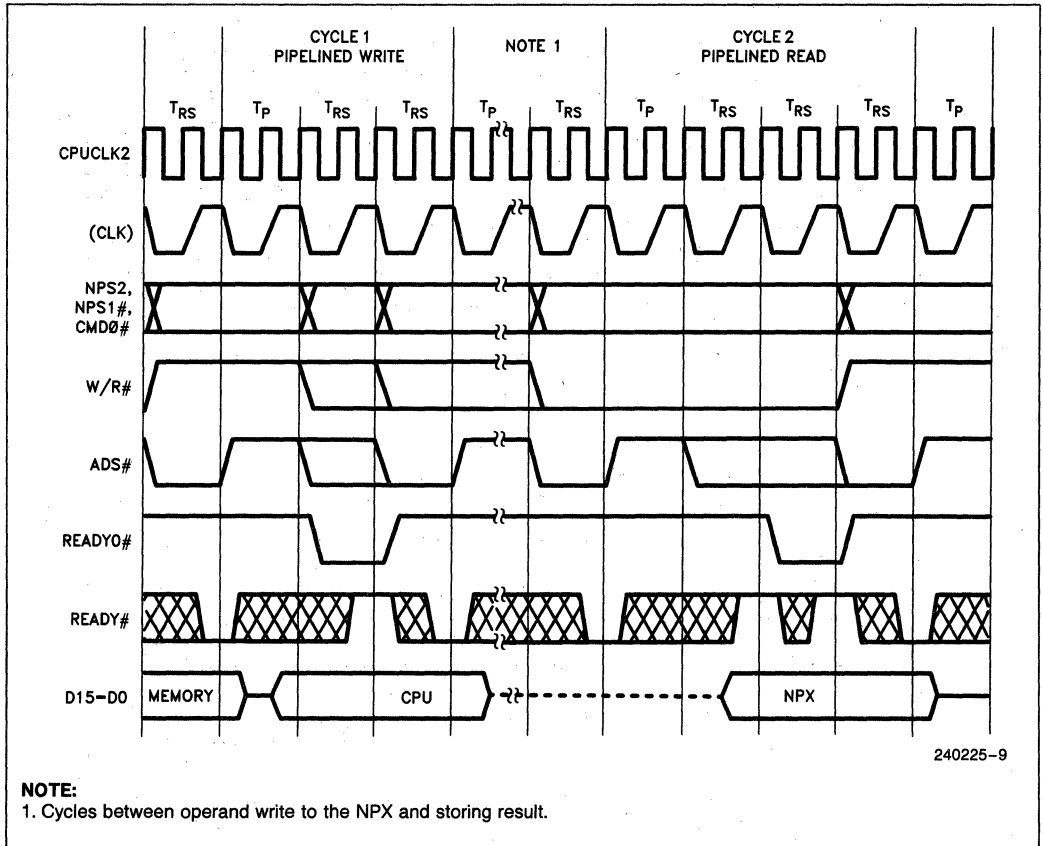 CYCLE 1
PIPELINED WRITE
NOTE 1
CYCLE 2
PIPELINED READ
TRS TP TRS TRS TP TRS TP TRS TRS TRS TP
CPUCLK2
(CLK)
NPS2,
NPS1#,
CMDØ#
W/R#
ADS#
READYO#
READY#
D15–D0 MEMORY CPU NPX
240225–9
NOTE:
1. Cycles between operand write to the NPX and storing result.